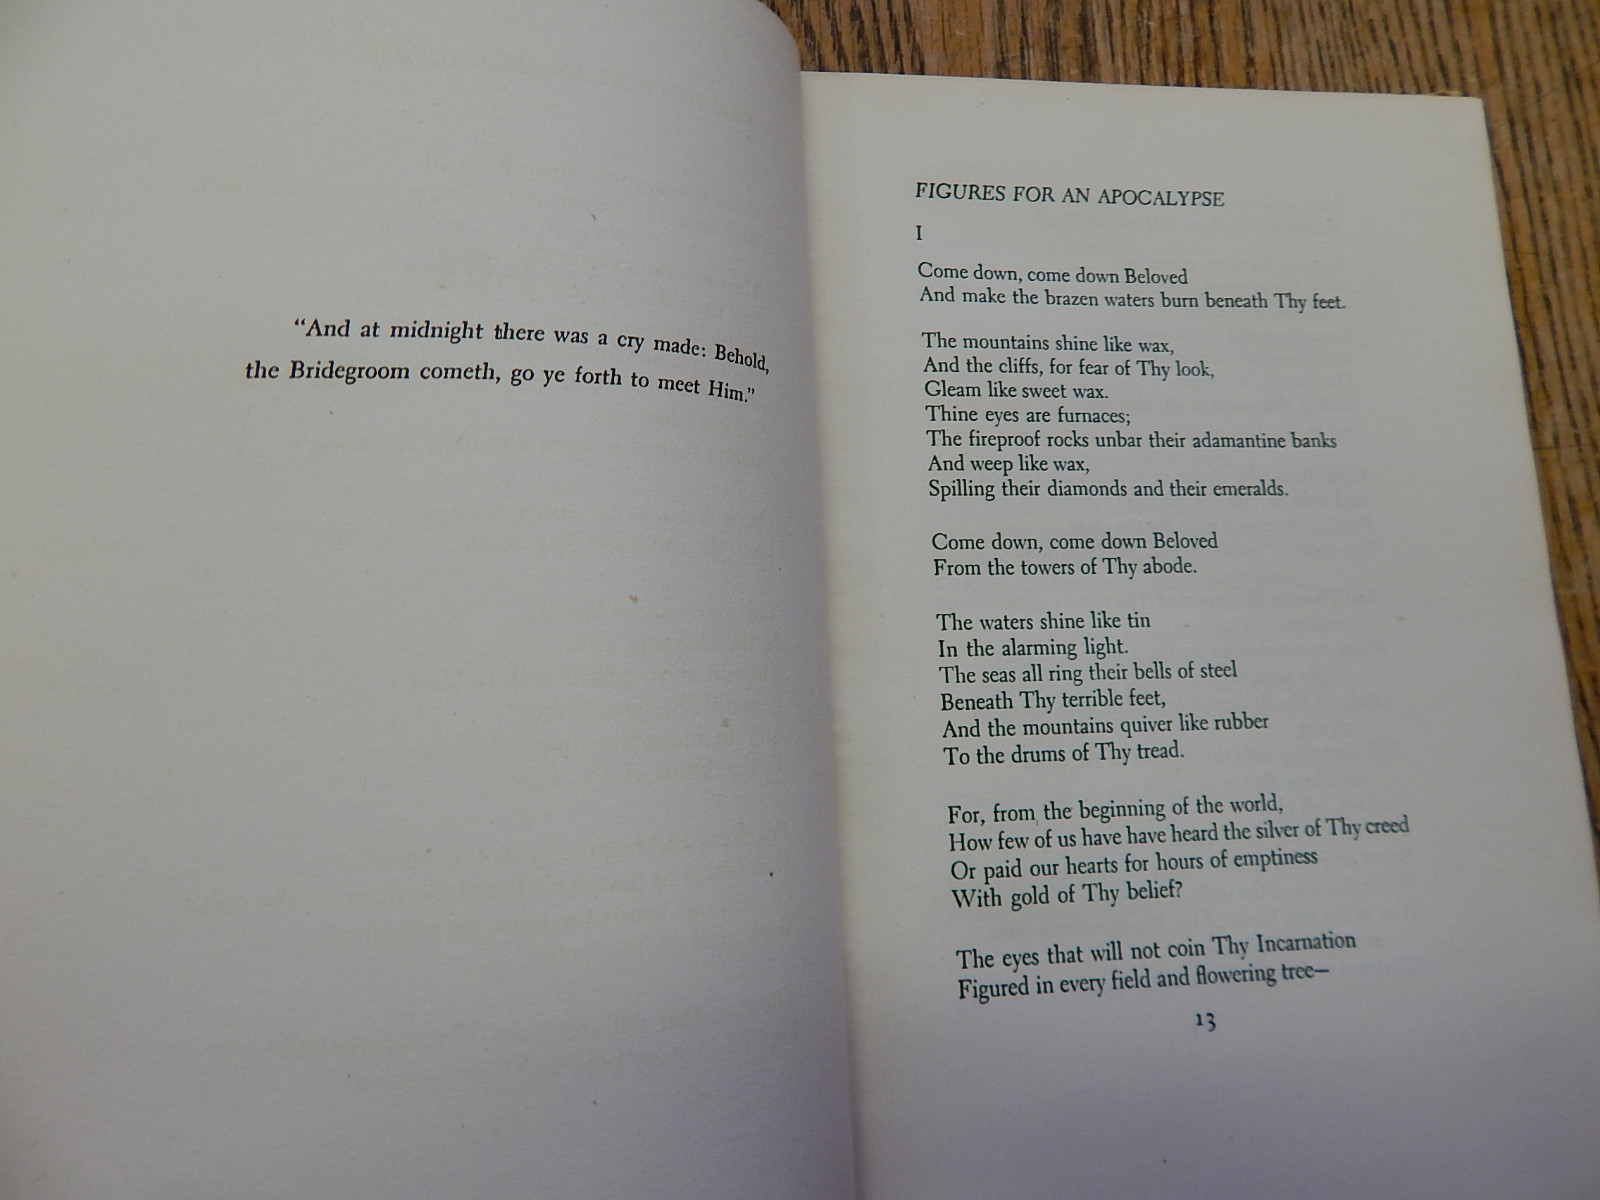 "And at midnight there was a cry made: Behold,
the Bridegroom cometh, go ye forth to meet Him."
FIGURES FOR AN APOCALYPSE
I
Come down, come down Beloved
And make the brazen waters burn beneath Thy feet.
The mountains shine like wax,
And the cliffs, for fear of Thy look,
Gleam like sweet wax.
Thine eyes are furnaces;
The fireproof rocks unbar their adamantine banks
And weep like wax,
Spilling their diamonds and their emeralds.
Come down, come down Beloved
From the towers of Thy abode.
The waters shine like tin
In the alarming light.
The seas all ring their bells of steel
Beneath Thy terrible feet,
And the mountains quiver like rubber
To the drums of Thy tread.
For, from the beginning of the world,
How few of us have have heard the silver of Thy creed
Or paid our hearts for hours of emptiness
With gold of Thy belief?
The eyes that will not coin Thy Incarnation
Figured in every field and flowering tree—
13